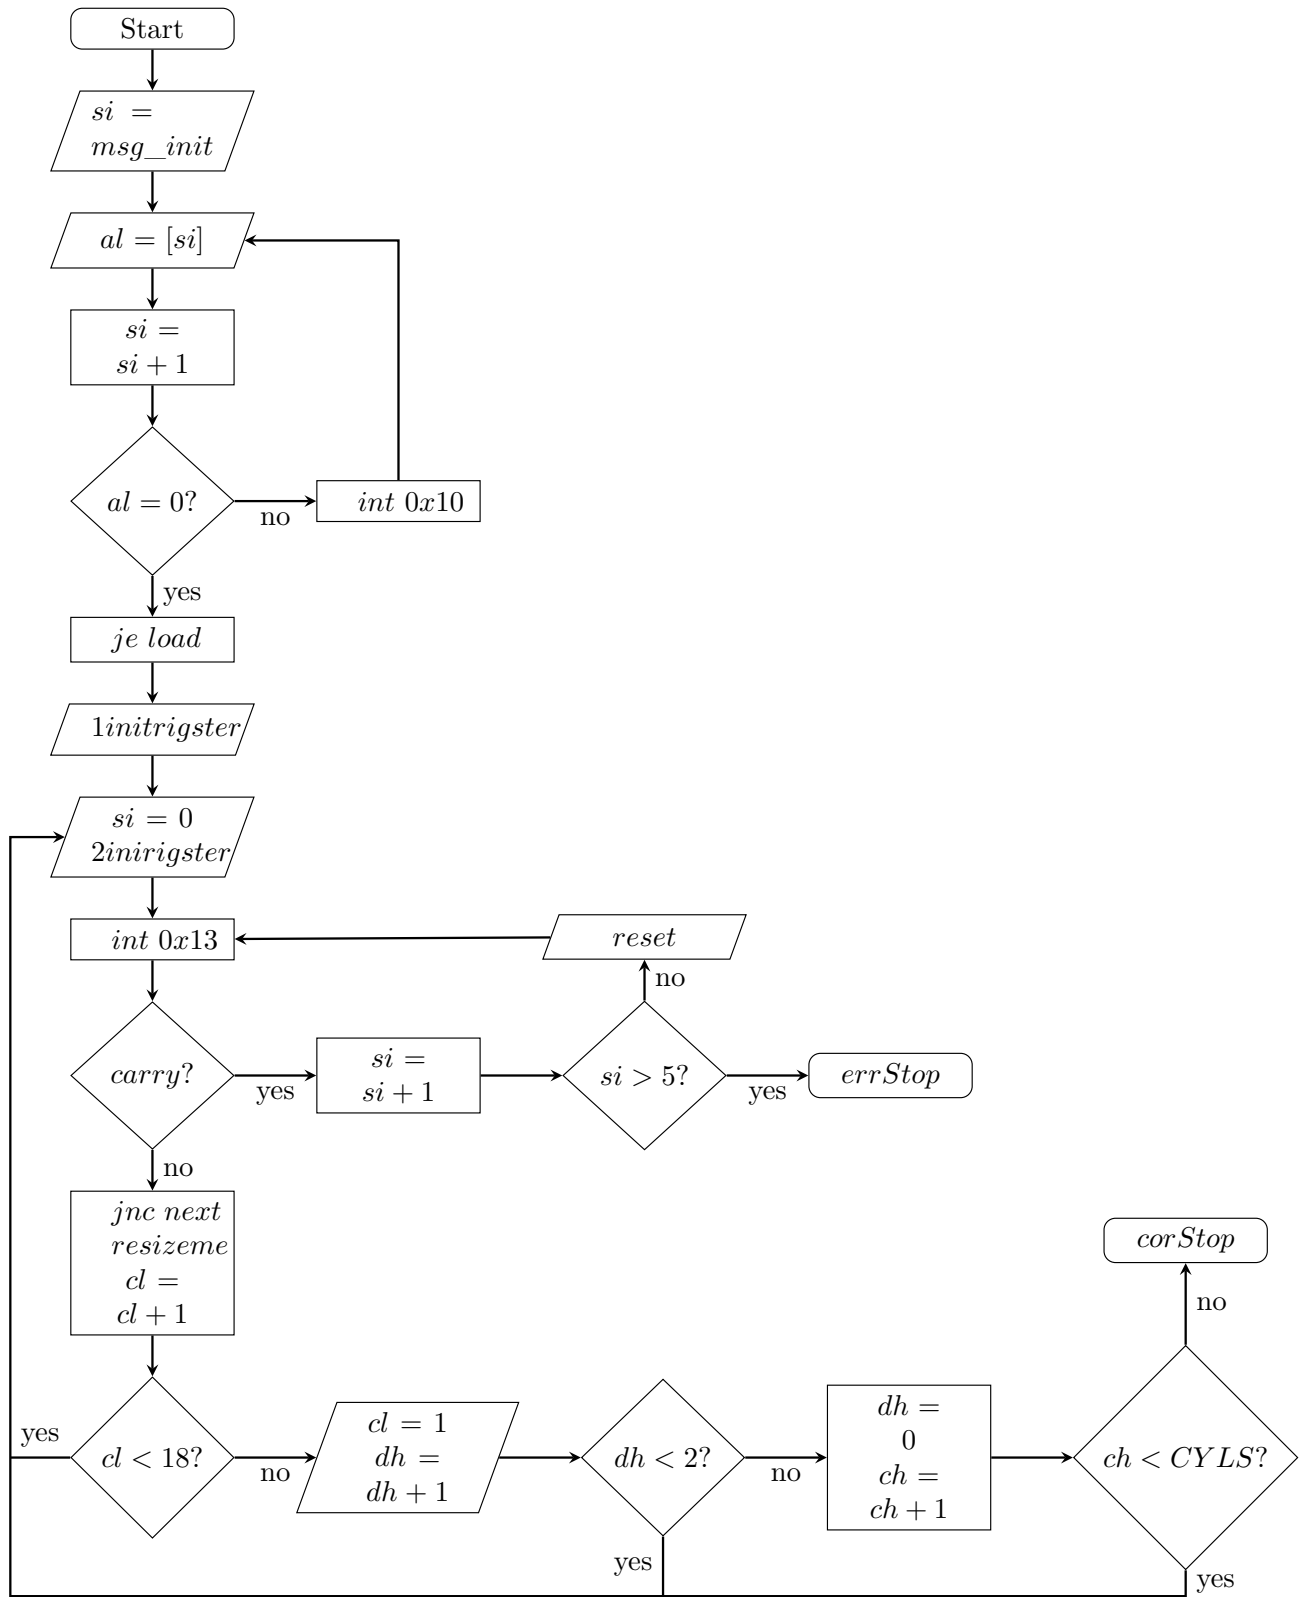 Start
si =
msg_init
al = [si]
si =
si + 1
al = 0?
no
int 0x10
yes
je load
1initrigster
si = 0
2inirigster
int 0x13
reset
no
carry?
yes
si =
si + 1
si > 5?
yes
errStop
no
jnc next
resizeme
cl =
cl + 1
corStop
no
yes
cl < 18?
no
cl = 1
dh =
dh + 1
dh < 2?
no
dh =
0
ch =
ch + 1
ch < CYLS?
yes
yes